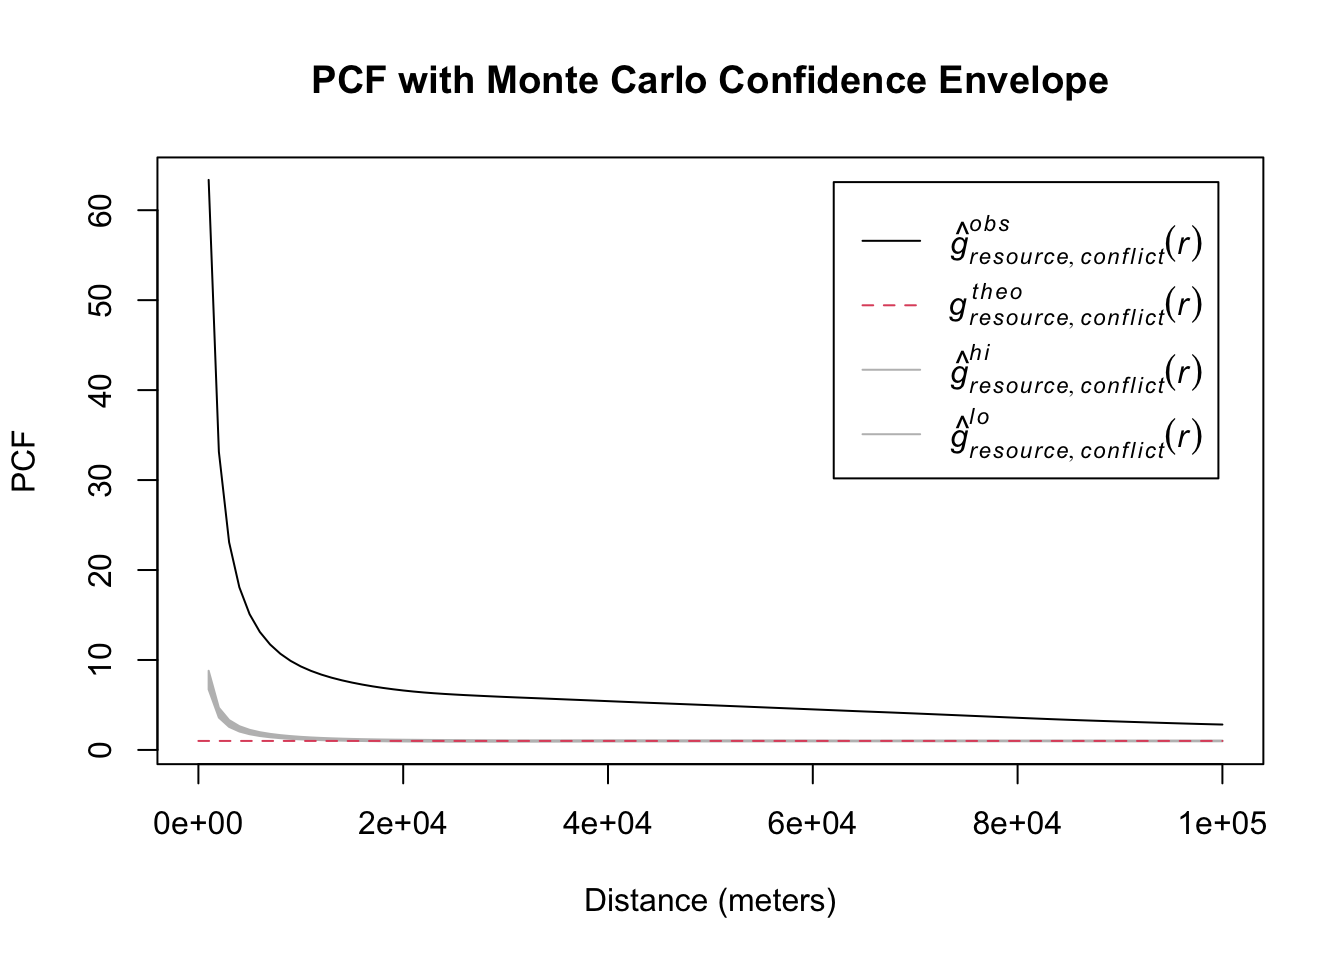 PCF with Monte Carlo Confidence Envelope
ĝ^obs_resource, conflict(r)
g^theo_resource, conflict(r)
ĝ^hi_resource, conflict(r)
ĝ^lo_resource, conflict(r)
PCF
60
50
40
30
20
10
0
0e+00 2e+04 4e+04 6e+04 8e+04 1e+05
Distance (meters)